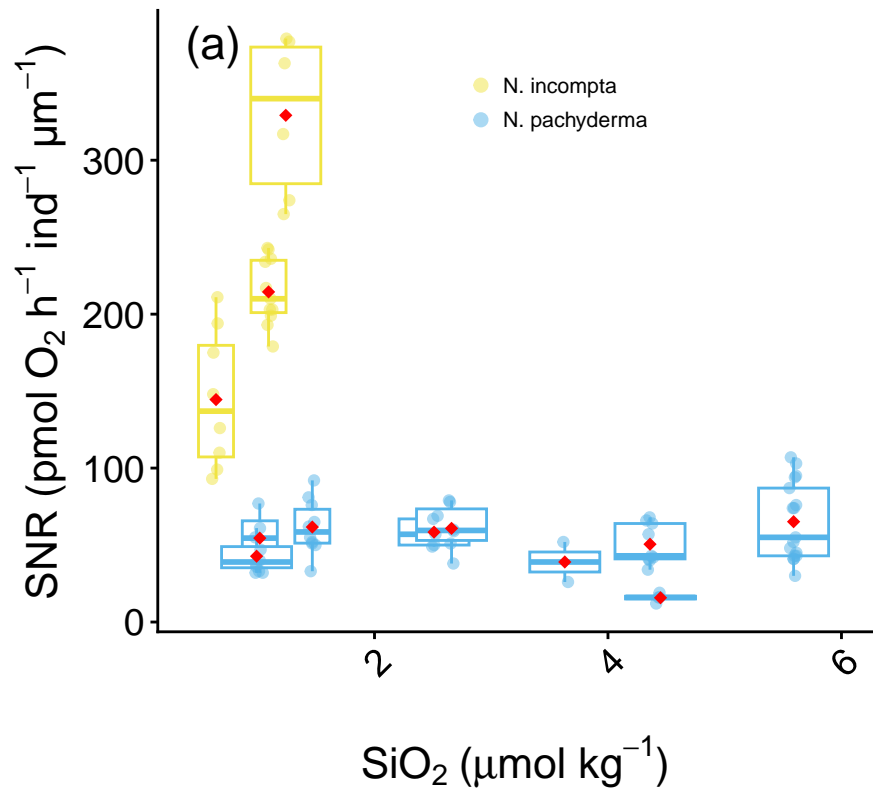 (a)
N. incompta
N. pachyderma
SNR (pmol O₂ h⁻¹ ind⁻¹ µm⁻¹)
300
200
100
0
2
4
6
SiO₂ (µmol kg⁻¹)